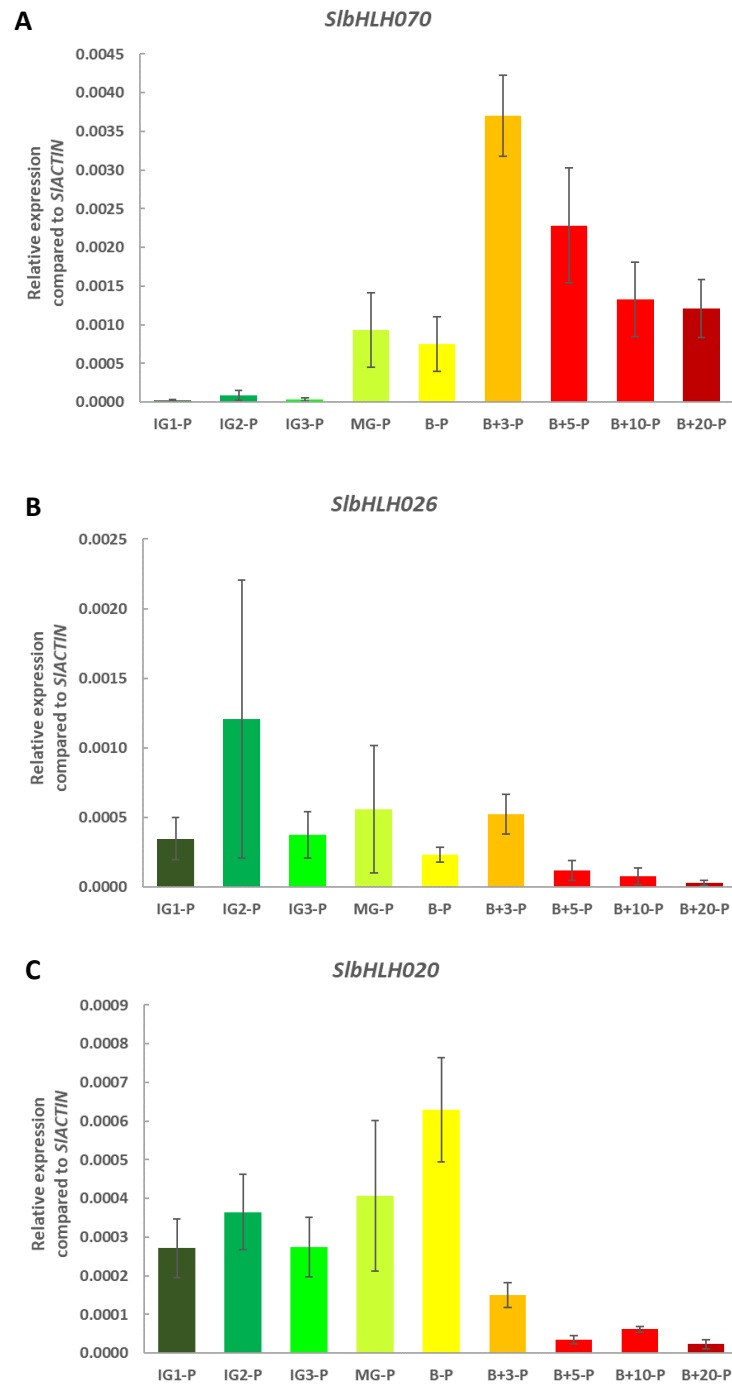 A
SlbHLH070
Relative expression
compared to SlACTIN
0.0045
0.0040
0.0035
0.0030
0.0025
0.0020
0.0015
0.0010
0.0005
0.0000
IG1-P IG2-P IG3-P MG-P B-P B+3-P B+5-P B+10-P B+20-P
B
SlbHLH026
Relative expression
compared to SlACTIN
0.0025
0.0020
0.0015
0.0010
0.0005
0.0000
IG1-P IG2-P IG3-P MG-P B-P B+3-P B+5-P B+10-P B+20-P
C
SlbHLH020
Relative expression
compared to SlACTIN
0.0009
0.0008
0.0007
0.0006
0.0005
0.0004
0.0003
0.0002
0.0001
0.0000
IG1-P IG2-P IG3-P MG-P B-P B+3-P B+5-P B+10-P B+20-P